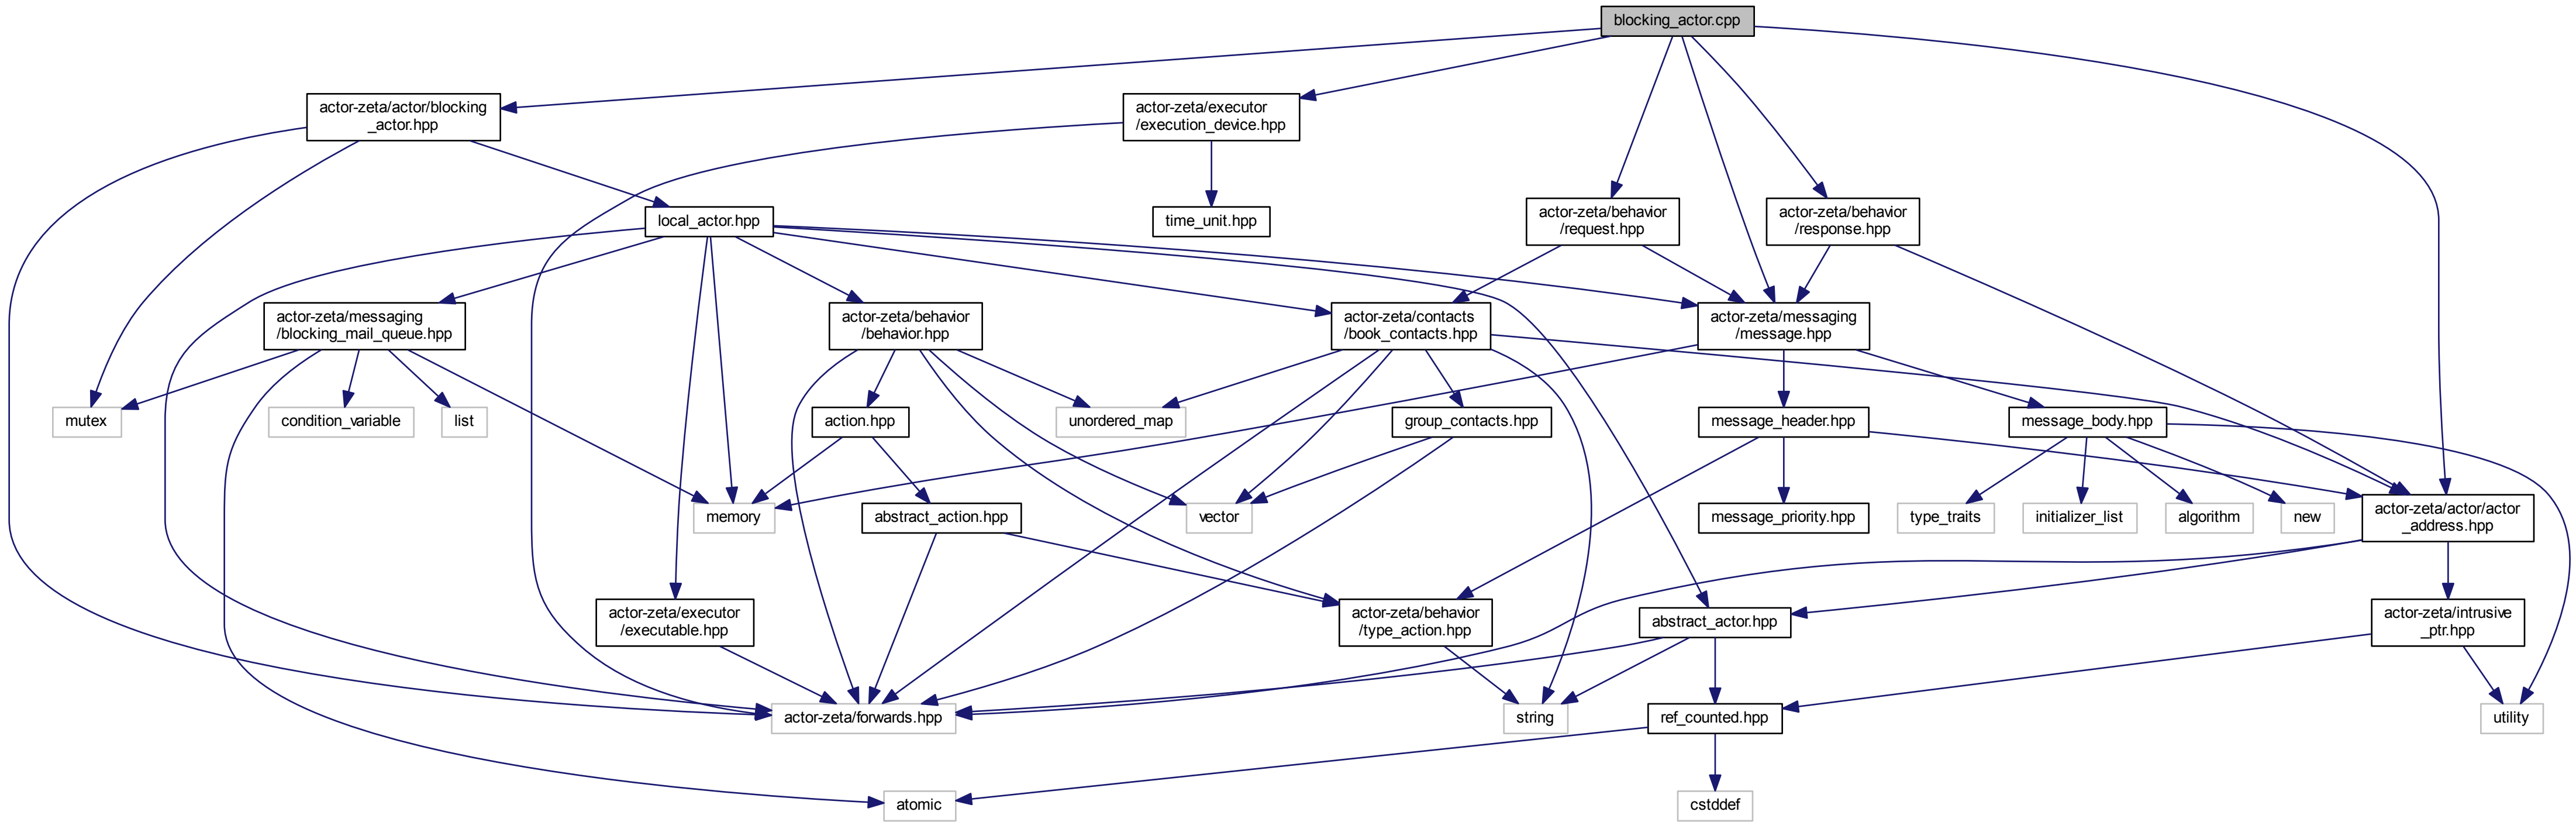 blocking_actor.cpp
actor-zeta/actor/blocking
_actor.hpp
actor-zeta/executor
/execution_device.hpp
local_actor.hpp
time_unit.hpp
actor-zeta/behavior
/request.hpp
actor-zeta/behavior
/response.hpp
actor-zeta/messaging
/blocking_mail_queue.hpp
actor-zeta/behavior
/behavior.hpp
actor-zeta/contacts
/book_contacts.hpp
actor-zeta/messaging
/message.hpp
mutex
condition_variable
list
action.hpp
unordered_map
group_contacts.hpp
message_header.hpp
message_body.hpp
memory
abstract_action.hpp
vector
message_priority.hpp
type_traits
initializer_list
algorithm
new
actor-zeta/actor/actor
_address.hpp
actor-zeta/executor
/executable.hpp
actor-zeta/behavior
/type_action.hpp
abstract_actor.hpp
actor-zeta/intrusive
_ptr.hpp
actor-zeta/forwards.hpp
string
ref_counted.hpp
utility
atomic
cstddef